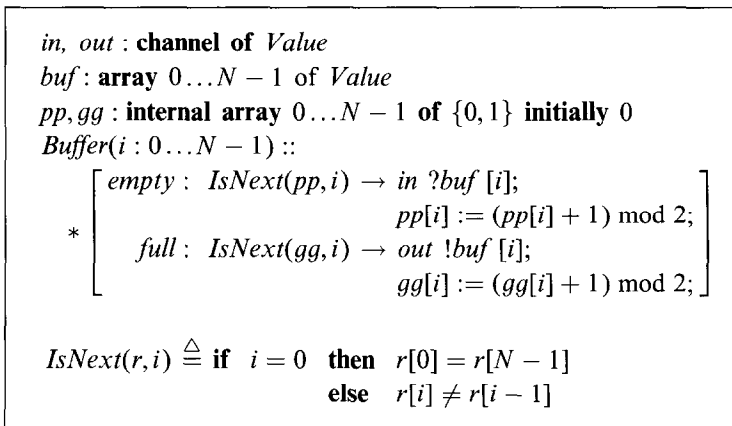 in, out : channel of Value
buf : array 0...N − 1 of Value
pp, gg : internal array 0...N − 1 of {0, 1} initially 0
Buffer(i : 0...N − 1) ::
* [ empty : IsNext(pp, i) → in ?buf [i];
pp[i] := (pp[i] + 1) mod 2;
full : IsNext(gg, i) → out !buf [i];
gg[i] := (gg[i] + 1) mod 2; ]
IsNext(r, i) ≜ if i = 0 then r[0] = r[N − 1]
else r[i] ≠ r[i − 1]